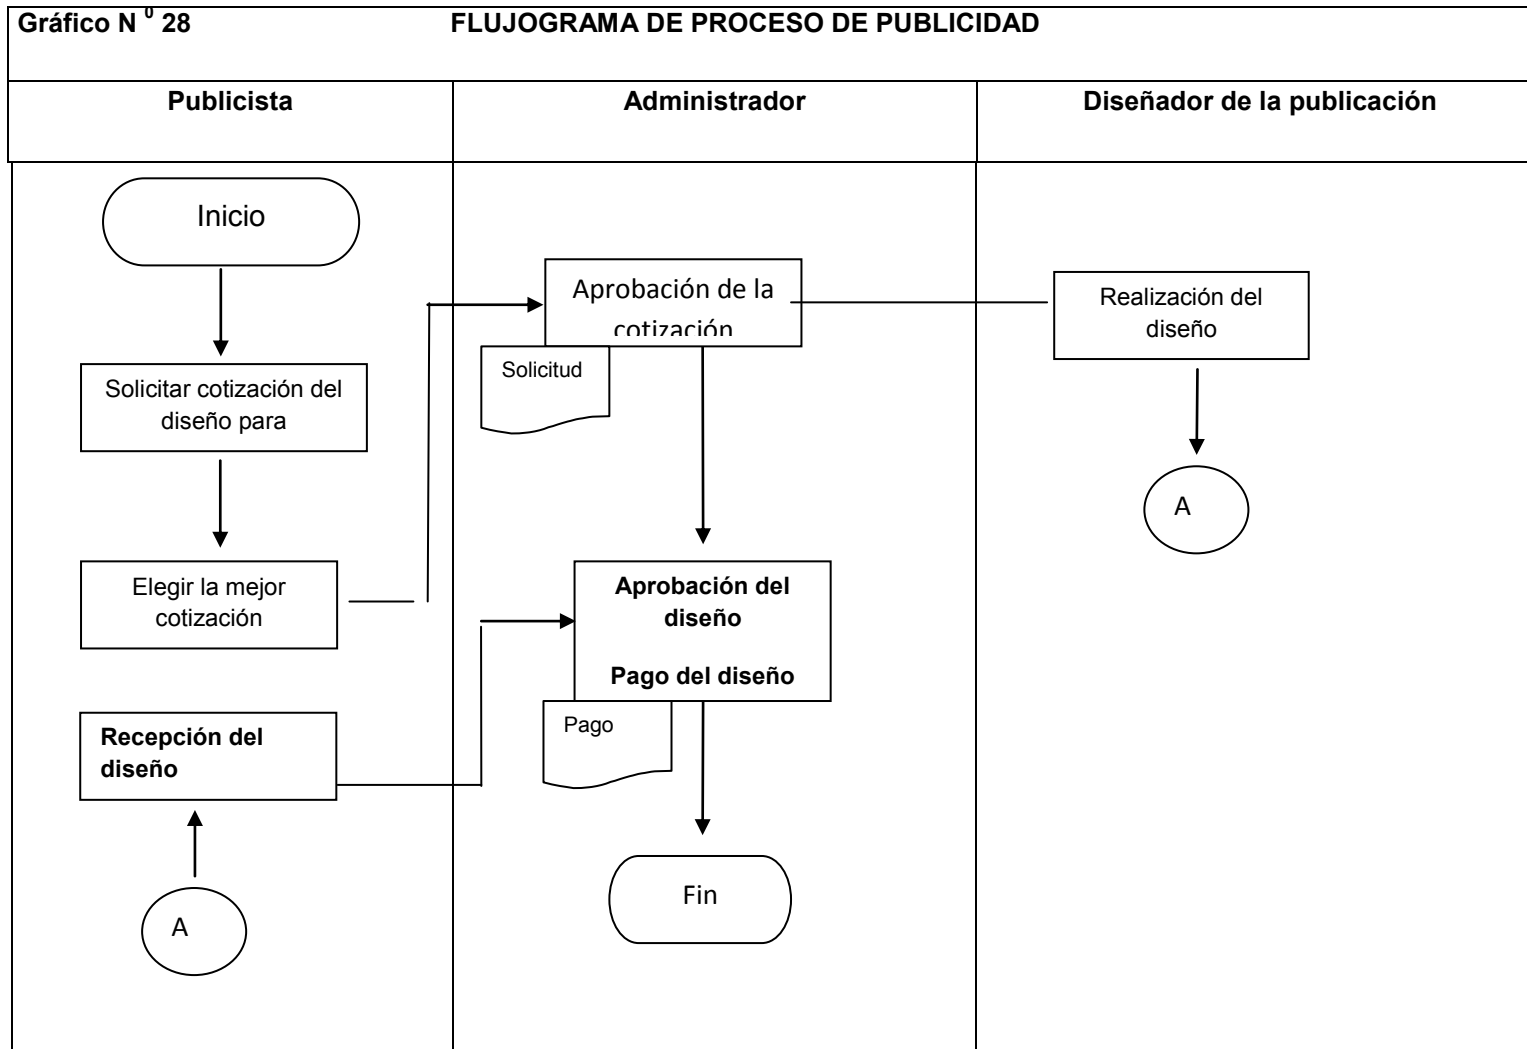 Gráfico N ⁰ 28 FLUJOGRAMA DE PROCESO DE PUBLICIDAD
Publicista Administrador Diseñador de la publicación
Inicio
Solicitar cotización del
diseño para
Elegir la mejor
cotización
Recepción del
diseño
A
Aprobación de la
cotización
Solicitud
Aprobación del
diseño
Pago del diseño
Pago
Fin
Realización del
diseño
A